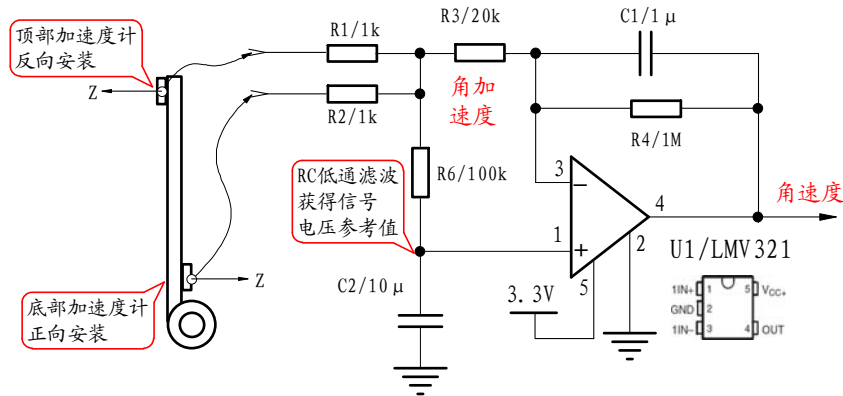 顶部加速度计
反向安装
Z
R1/1k
R2/1k
R3/20k
C1/1μ
角加
速度
R4/1M
RC低通滤波
获得信号
电压参考值
R6/100k
3
1
4
2
5
角速度
U1/LMV321
Z
底部加速度计
正向安装
C2/10μ
3.3V
1IN+
1
5
VCC+
GND
2
1IN−
3
4
OUT